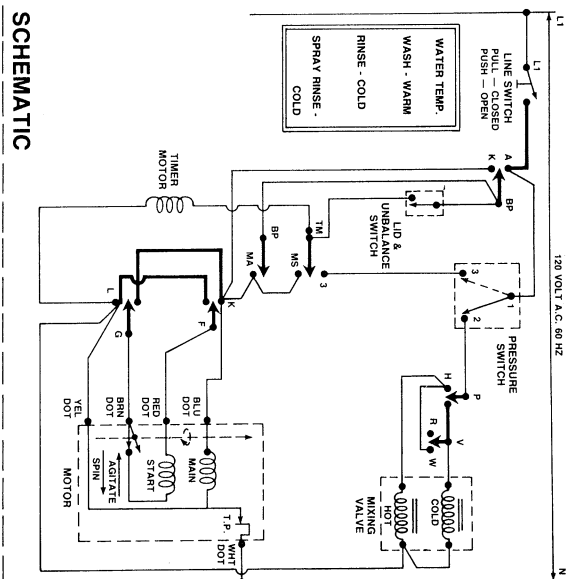 SCHEMATIC
L1
120 VOLT A.C. 60 HZ
N
L1
LINE SWITCH
PULL — CLOSED
PUSH — OPEN
WATER TEMP.
WASH - WARM
RINSE - COLD
SPRAY RINSE -
COLD
K
A
BP
LID &
UNBALANCE
SWITCH
TIMER
MOTOR
TM
BP
MS
MA
3
3
1
2
PRESSURE
SWITCH
L
K
G
F
H
P
R
V
W
YEL
DOT
BRN
DOT
RED
DOT
BLU
DOT
MAIN
START
AGITATE
SPIN
MOTOR
T.P.
WHT
DOT
COLD
HOT
MIXING
VALVE